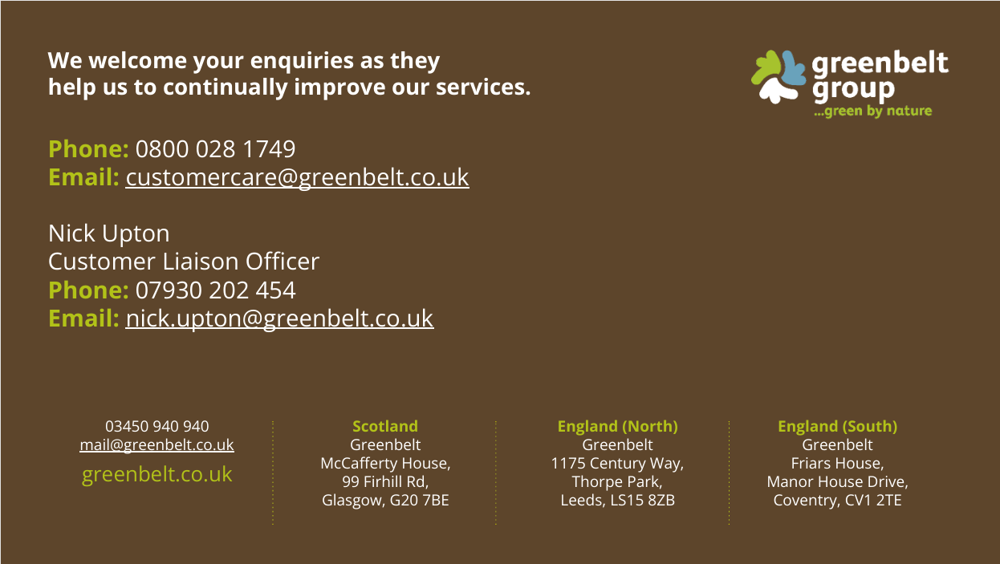 We welcome your enquiries as they
help us to continually improve our services.
greenbelt
group
...green by nature
Phone: 0800 028 1749
Email: customercare@greenbelt.co.uk
Nick Upton
Customer Liaison Officer
Phone: 07930 202 454
Email: nick.upton@greenbelt.co.uk
03450 940 940
mail@greenbelt.co.uk
greenbelt.co.uk
Scotland
Greenbelt
McCafferty House,
99 Firhill Rd,
Glasgow, G20 7BE
England (North)
Greenbelt
1175 Century Way,
Thorpe Park,
Leeds, LS15 8ZB
England (South)
Greenbelt
Friars House,
Manor House Drive,
Coventry, CV1 2TE